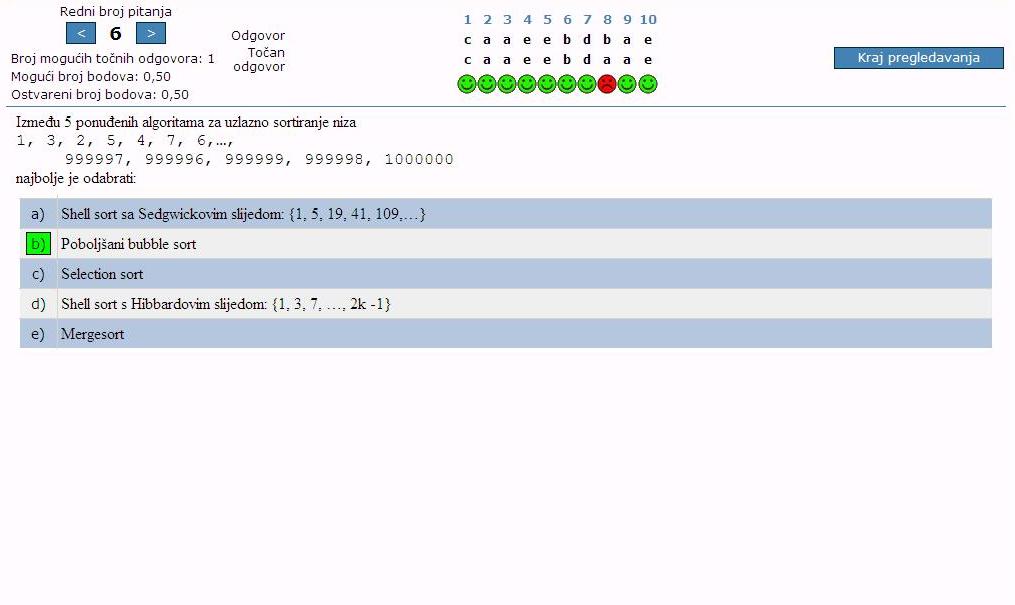 Redni broj pitanja
< 6 >
Broj mogućih točnih odgovora: 1
Mogući broj bodova: 0,50
Ostvareni broj bodova: 0,50
1 2 3 4 5 6 7 8 9 10
Odgovor c a a e e b d b a e
Točan odgovor c a a e e b d a a e
Kraj pregledavanja
Između 5 ponuđenih algoritama za uzlazno sortiranje niza
1, 3, 2, 5, 4, 7, 6,…,
999997, 999996, 999999, 999998, 1000000
najbolje je odabrati:
a) Shell sort sa Sedgwickovim slijedom: {1, 5, 19, 41, 109,…}
b) Poboljšani bubble sort
c) Selection sort
d) Shell sort s Hibbardovim slijedom: {1, 3, 7, …, 2k -1}
e) Mergesort